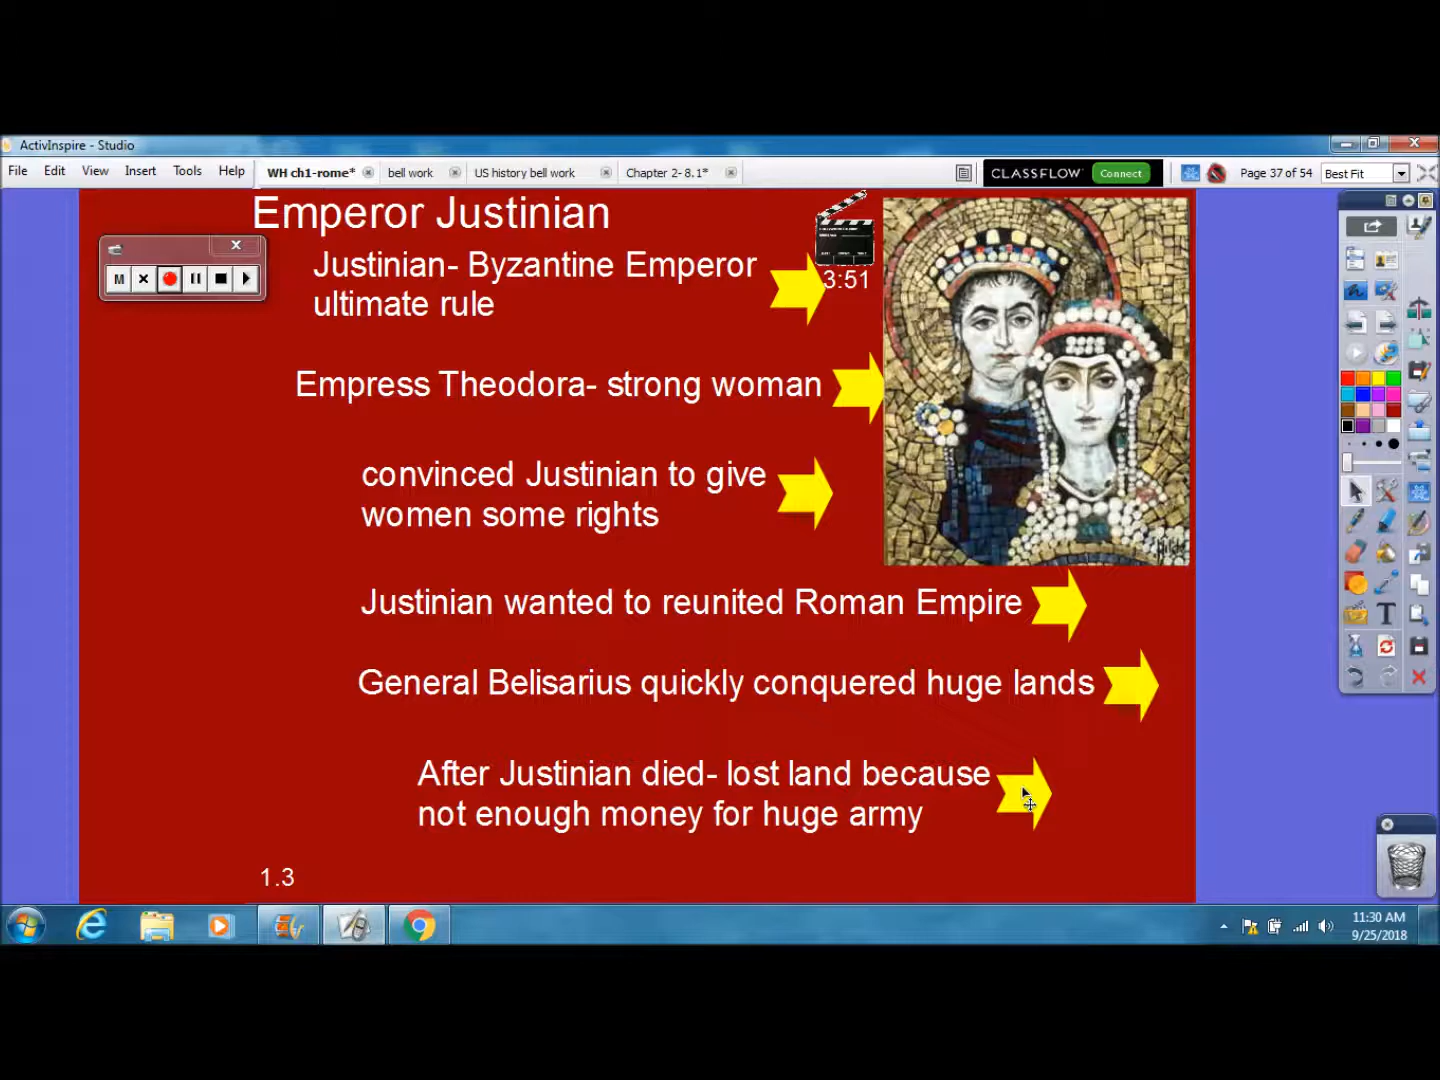 ActivInspire - Studio
File Edit View Insert Tools Help
WH ch1-rome* bell work US history bell work Chapter 2- 8.1*
CLASSFLOW Connect
Page 37 of 54 Best Fit
Emperor Justinian
M
Justinian- Byzantine Emperor
ultimate rule
3:51
Empress Theodora- strong woman
convinced Justinian to give
women some rights
Justinian wanted to reunited Roman Empire
General Belisarius quickly conquered huge lands
After Justinian died- lost land because
not enough money for huge army
1.3
11:30 AM
9/25/2018